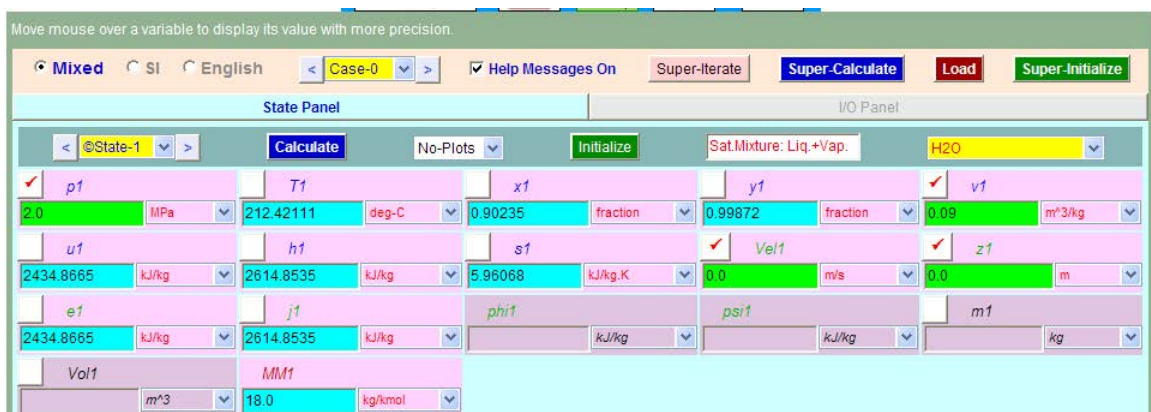 Move mouse over a variable to display its value with more precision.
Mixed SI English < Case-0 > Help Messages On Super-Iterate Super-Calculate Load Super-Initialize
State Panel I/O Panel
< ©State-1 > Calculate No-Plots Initialize Sat.Mixture: Liq.+Vap. H2O
p1 T1 x1 y1 v1
2.0 MPa 212.42111 deg-C 0.90235 fraction 0.99872 fraction 0.09 m^3/kg
u1 h1 s1 Vel1 z1
2434.8665 kJ/kg 2614.8535 kJ/kg 5.96068 kJ/kg.K 0.0 m/s 0.0 m
e1 j1 phi1 psi1 m1
2434.8665 kJ/kg 2614.8535 kJ/kg kJ/kg kJ/kg kg
Vol1 MM1
m^3 18.0 kg/kmol